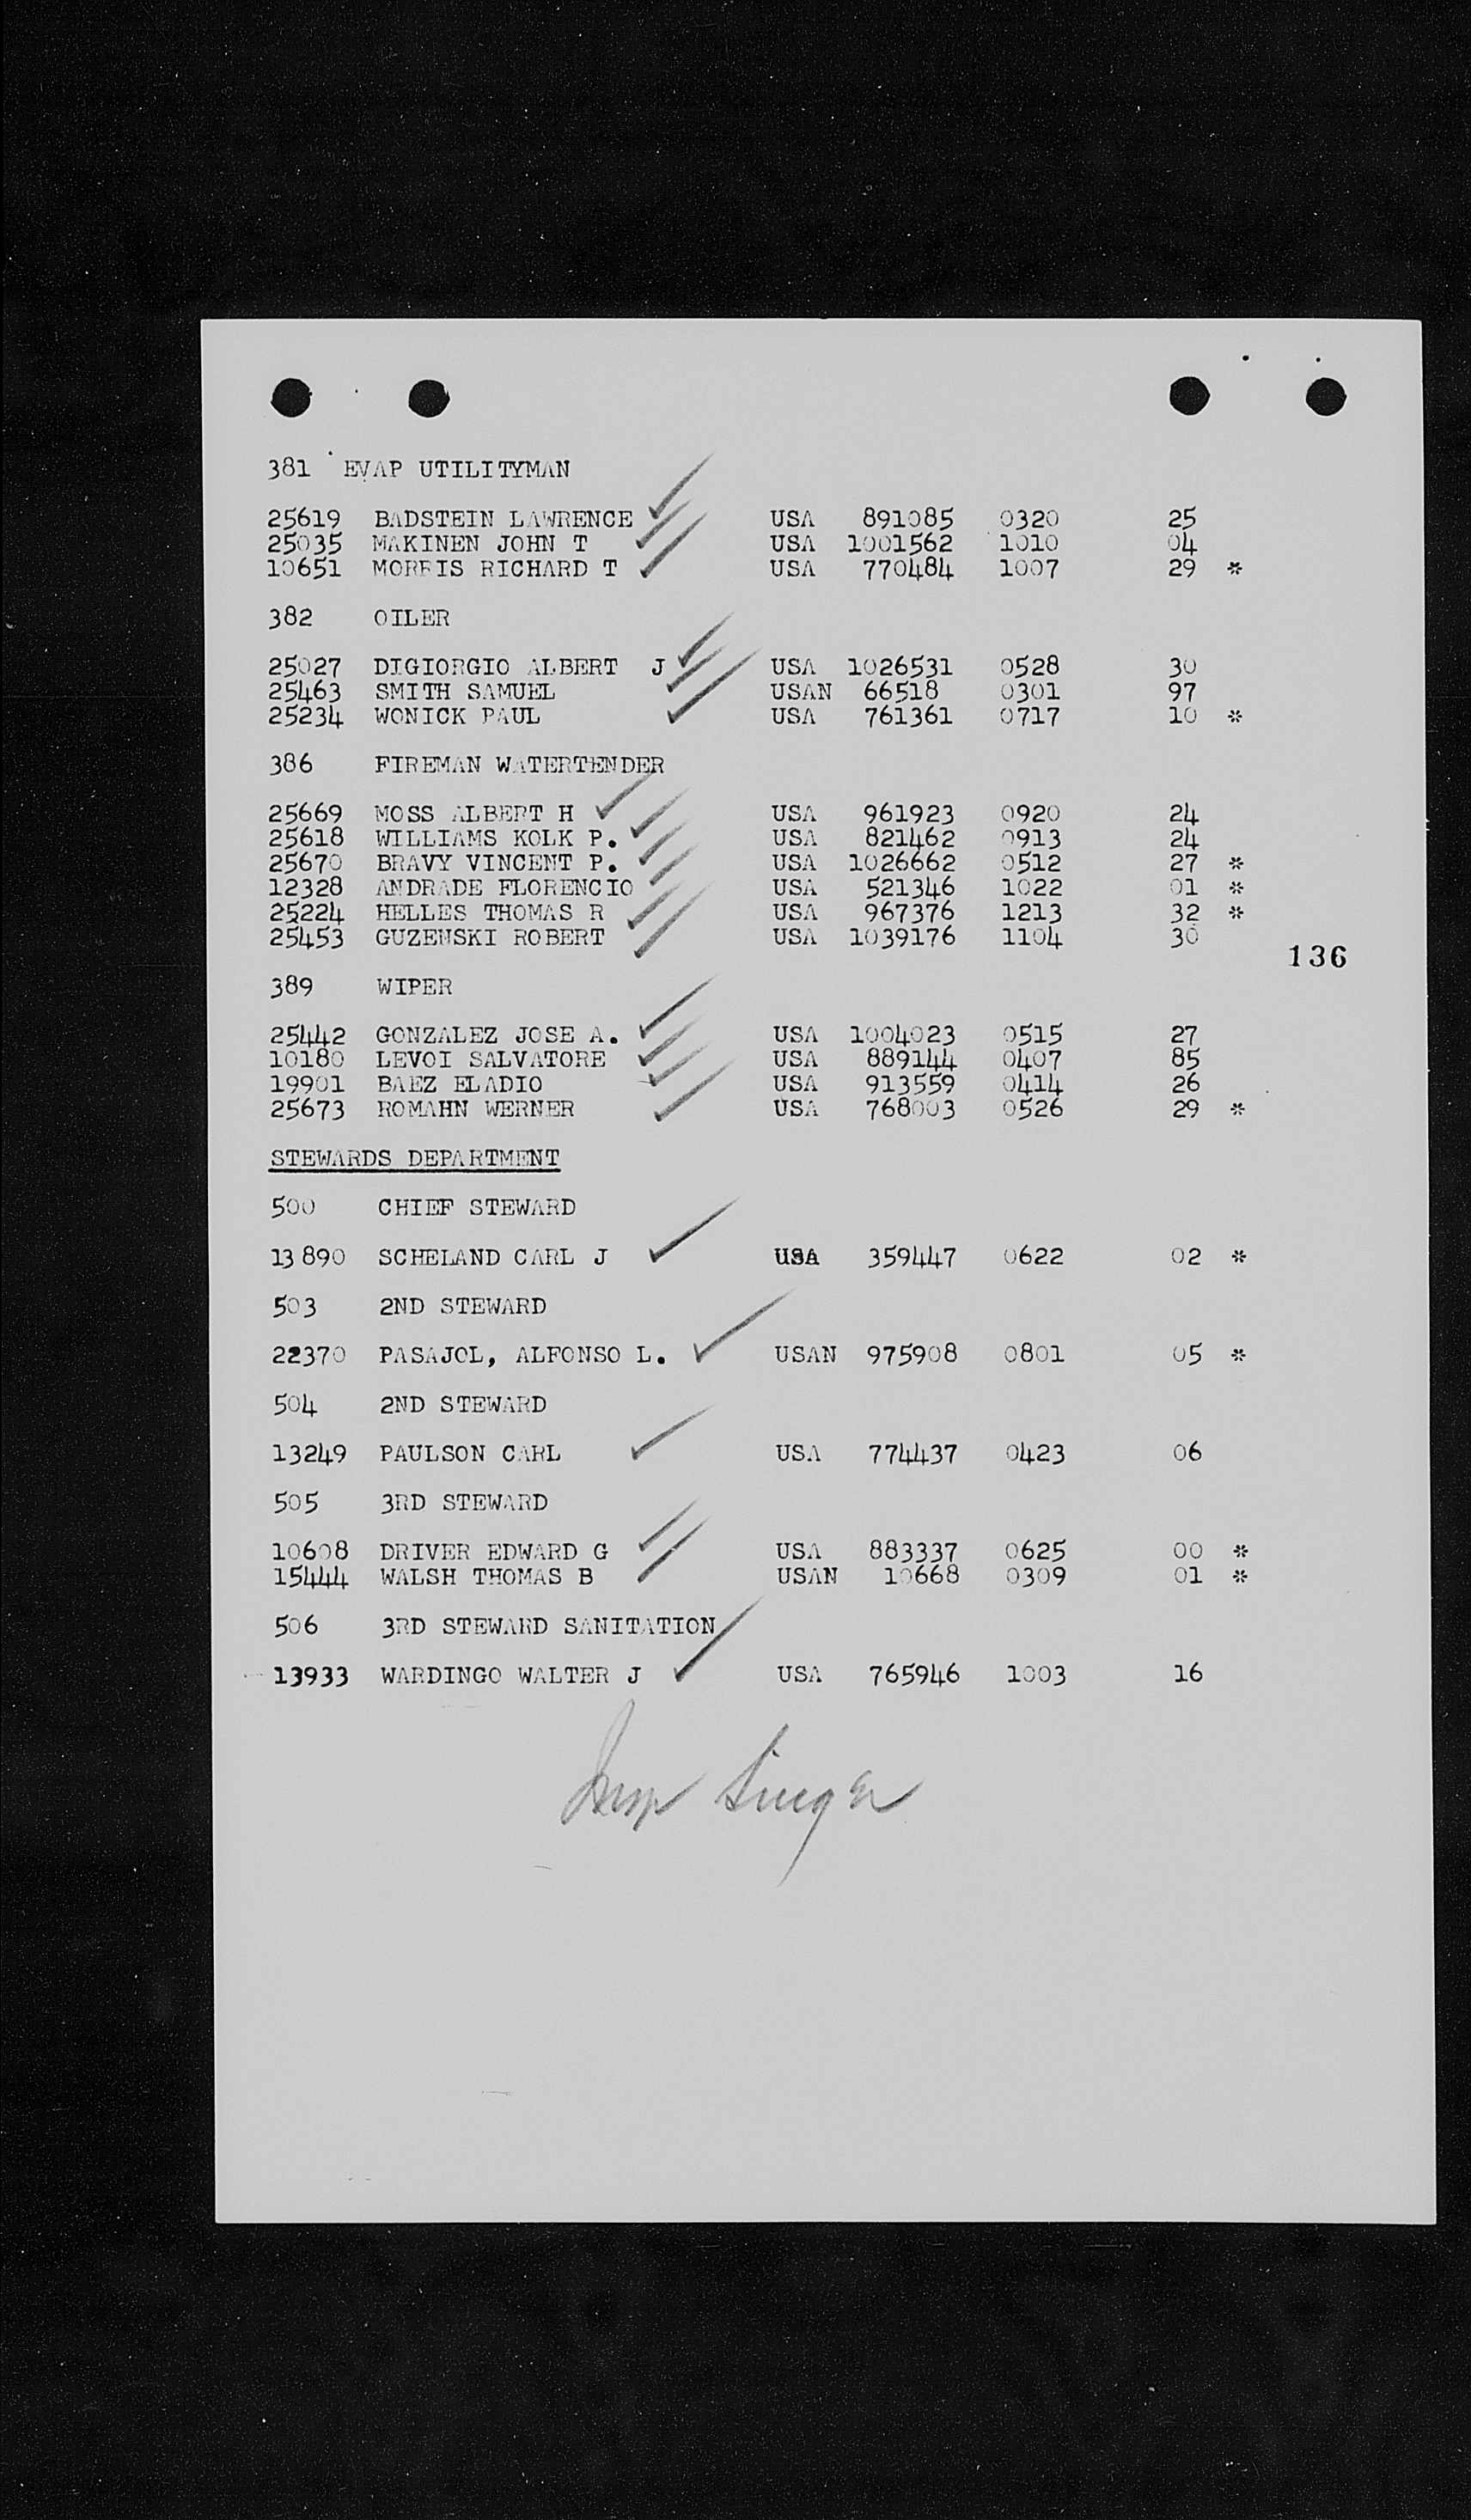 381 EVAP UTILITYMAN
25619 BADSTEIN LAWRENCE USA 891085 0320 25
25035 MAKINEN JOHN T USA 1001562 1010 04
10651 MORRIS RICHARD T USA 770484 1007 29 *
382 OILER
25027 DIGIORGIO ALBERT J USA 1026531 0528 30
25463 SMITH SAMUEL USAN 66518 0301 97
25234 WONICK PAUL USA 761361 0717 10 *
386 FIREMAN WATERTENDER
25669 MOSS ALBERT H USA 961923 0920 24
25618 WILLIAMS KOLK P. USA 821462 0913 24
25670 BRAVY VINCENT P. USA 1026662 0512 27 *
12328 ANDRADE FLORENCIO USA 521346 1022 01 *
25224 HELLES THOMAS R USA 967376 1213 32 *
25453 GUZENSKI ROBERT USA 1039176 1104 30
136
389 WIPER
25442 GONZALEZ JOSE A. USA 1004023 0515 27
10180 LEVOI SALVATORE USA 889144 0407 85
19901 BAEZ ELADIO USA 913559 0414 26
25673 ROMAHN WERNER USA 768003 0526 29 *
STEWARDS DEPARTMENT
500 CHIEF STEWARD
13890 SCHELAND CARL J USA 359447 0622 02 *
503 2ND STEWARD
22370 PASAJOL, ALFONSO L. USAN 975908 0801 05 *
504 2ND STEWARD
13249 PAULSON CARL USA 774437 0423 06
505 3RD STEWARD
10608 DRIVER EDWARD G USA 883337 0625 00 *
15444 WALSH THOMAS B USAN 10668 0309 01 *
506 3RD STEWARD SANITATION
13933 WARDINGO WALTER J USA 765946 1003 16
Singer